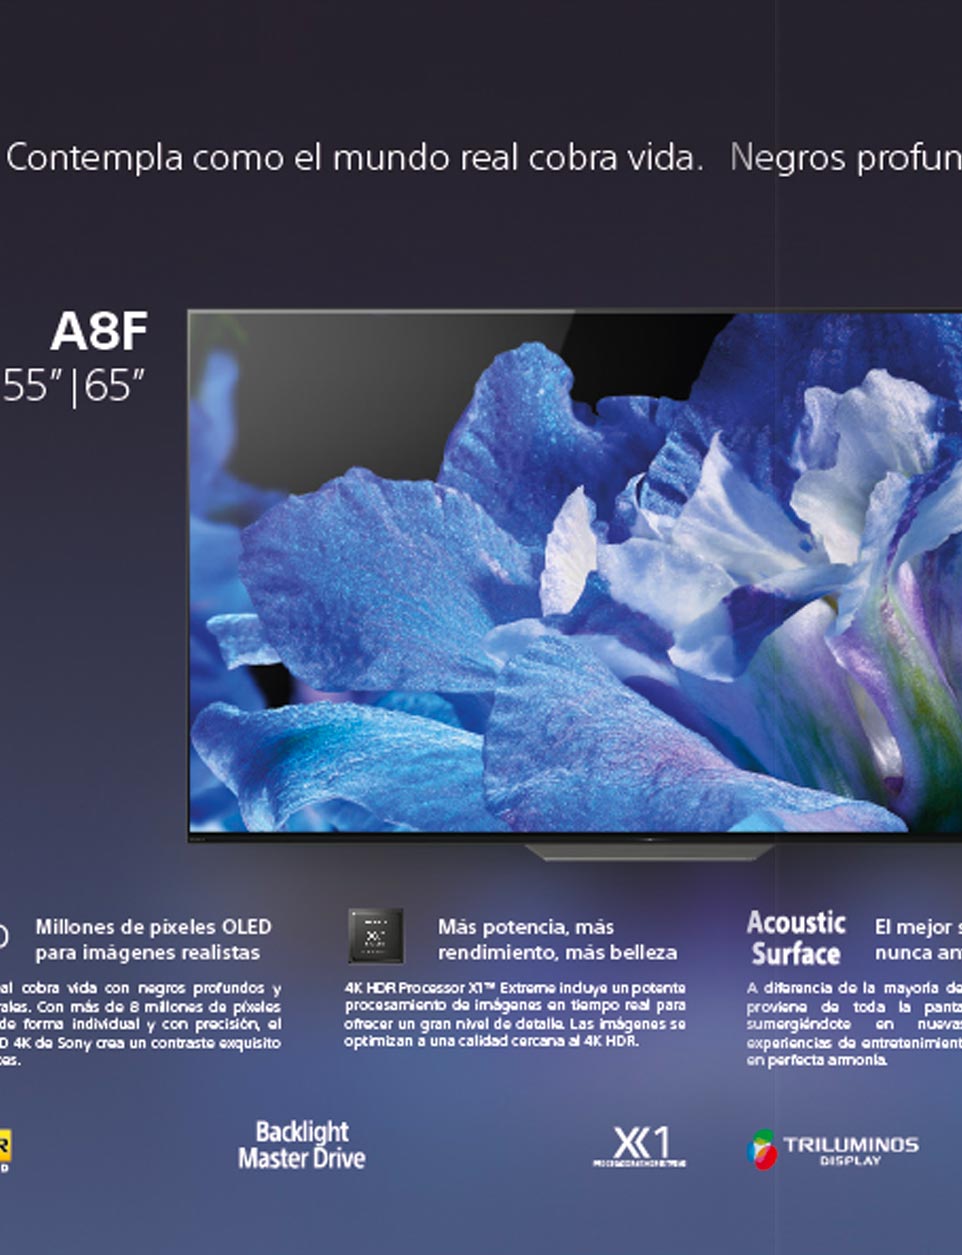 Contempla como el mundo real cobra vida. Negros profun
A8F
55″|65″
Millones de píxeles OLED
para imágenes realistas
al cobra vida con negros profundos y
rales. Con más de 8 millones de píxeles
de forma individual y con precisión, el
D 4K de Sony crea un contraste exquisito
tes.
Más potencia, más
rendimiento, más belleza
4K HDR Processor X1™ Extreme incluye un potente
procesamiento de imágenes en tiempo real para
ofrecer un gran nivel de detalle. Las imágenes se
optimizan a una calidad cercana al 4K HDR.
Acoustic
Surface
El mejor s
nunca ant
A diferencia de la mayoría de
proviene de toda la panta
sumergiéndote en nuevas
experiencias de entretenimient
en perfecta armonía.
R
D
Backlight
Master Drive
X1
TRILUMINOS
DISPLAY